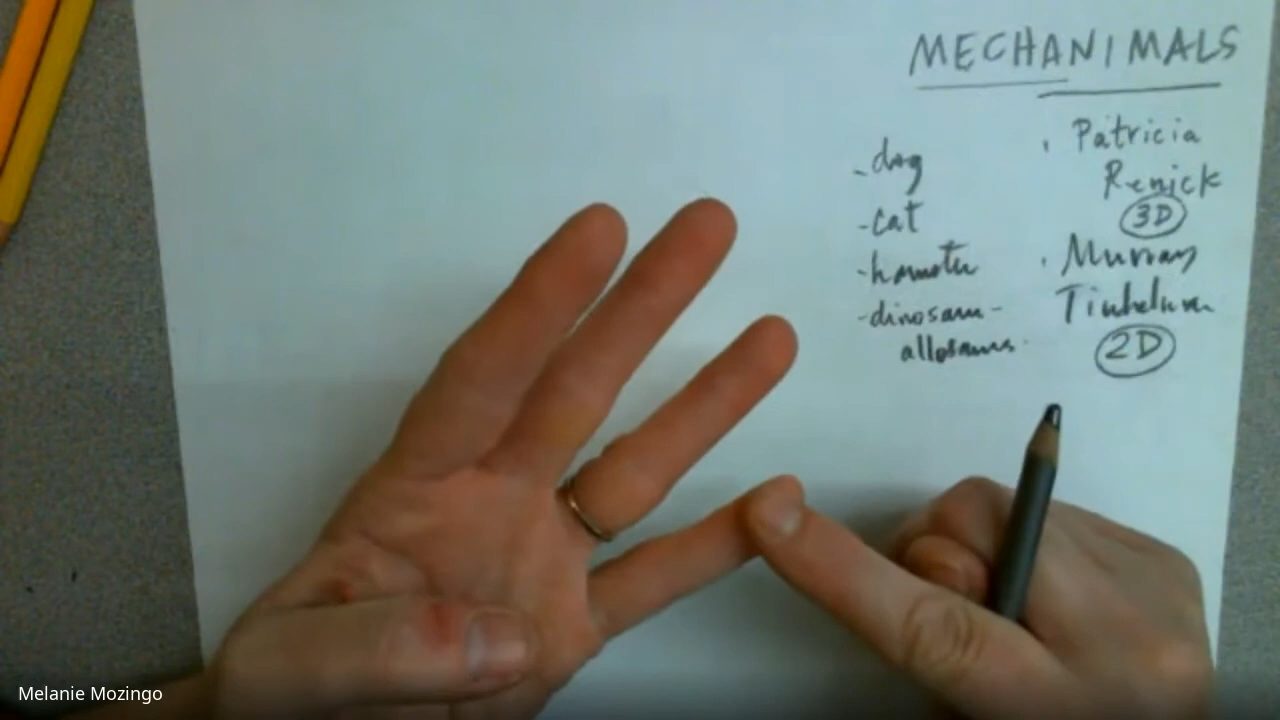 MECHANIMALS
- dog
- cat
- hamster
- dinosaur -
allosaurus
. Patricia
Renick
3D
. Murray
Tinkelman
2D
Melanie Mozingo